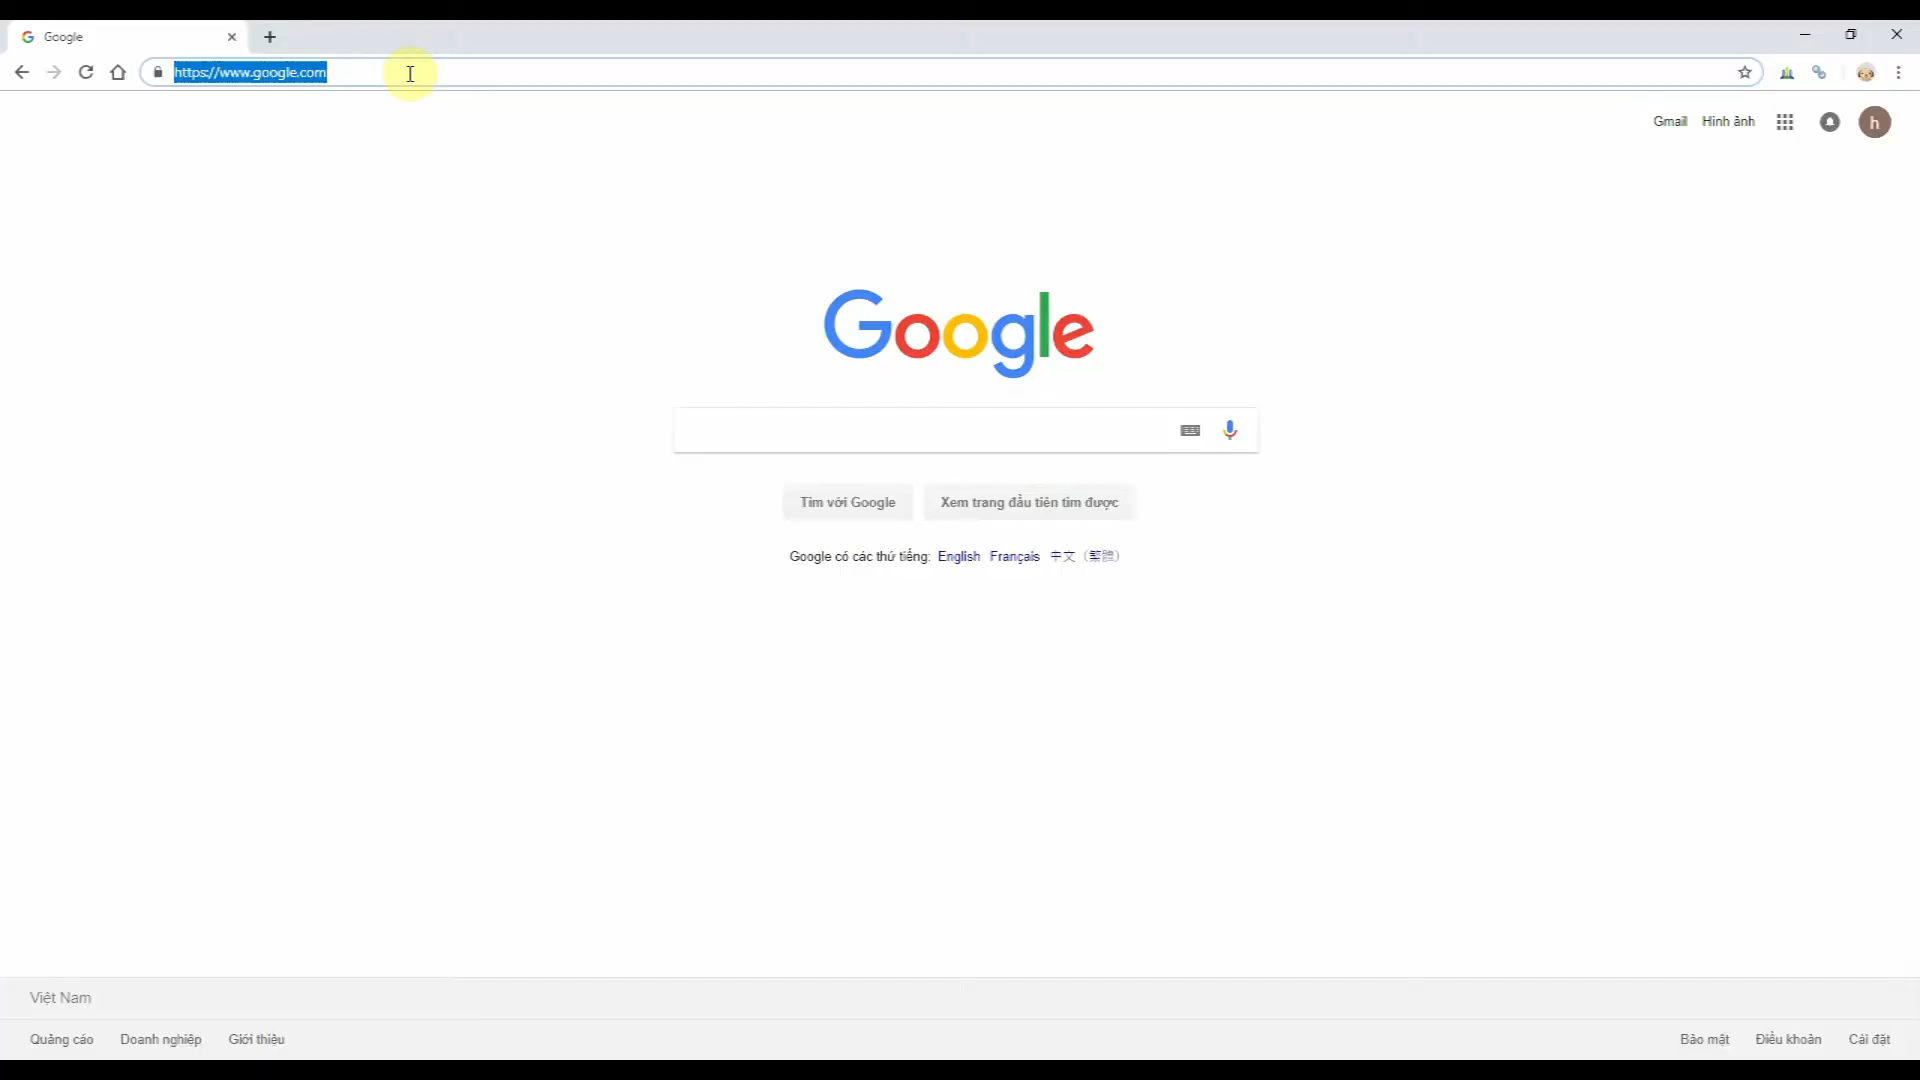 Google
https://www.google.com
Gmail Hình ảnh
h
Google
Tìm với Google Xem trang đầu tiên tìm được
Google có các thứ tiếng: English Français 中文（繁體）
Việt Nam
Quảng cáo Doanh nghiệp Giới thiệu Bảo mật Điều khoản Cài đặt